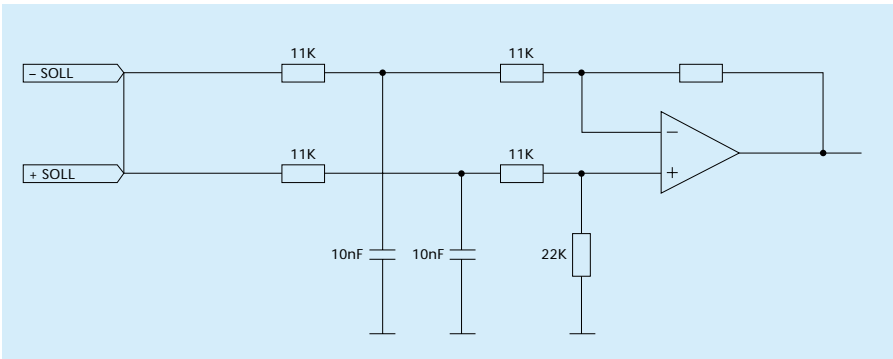 11K 11K
– SOLL
11K 11K
+ SOLL
−
+
10nF 10nF 22K